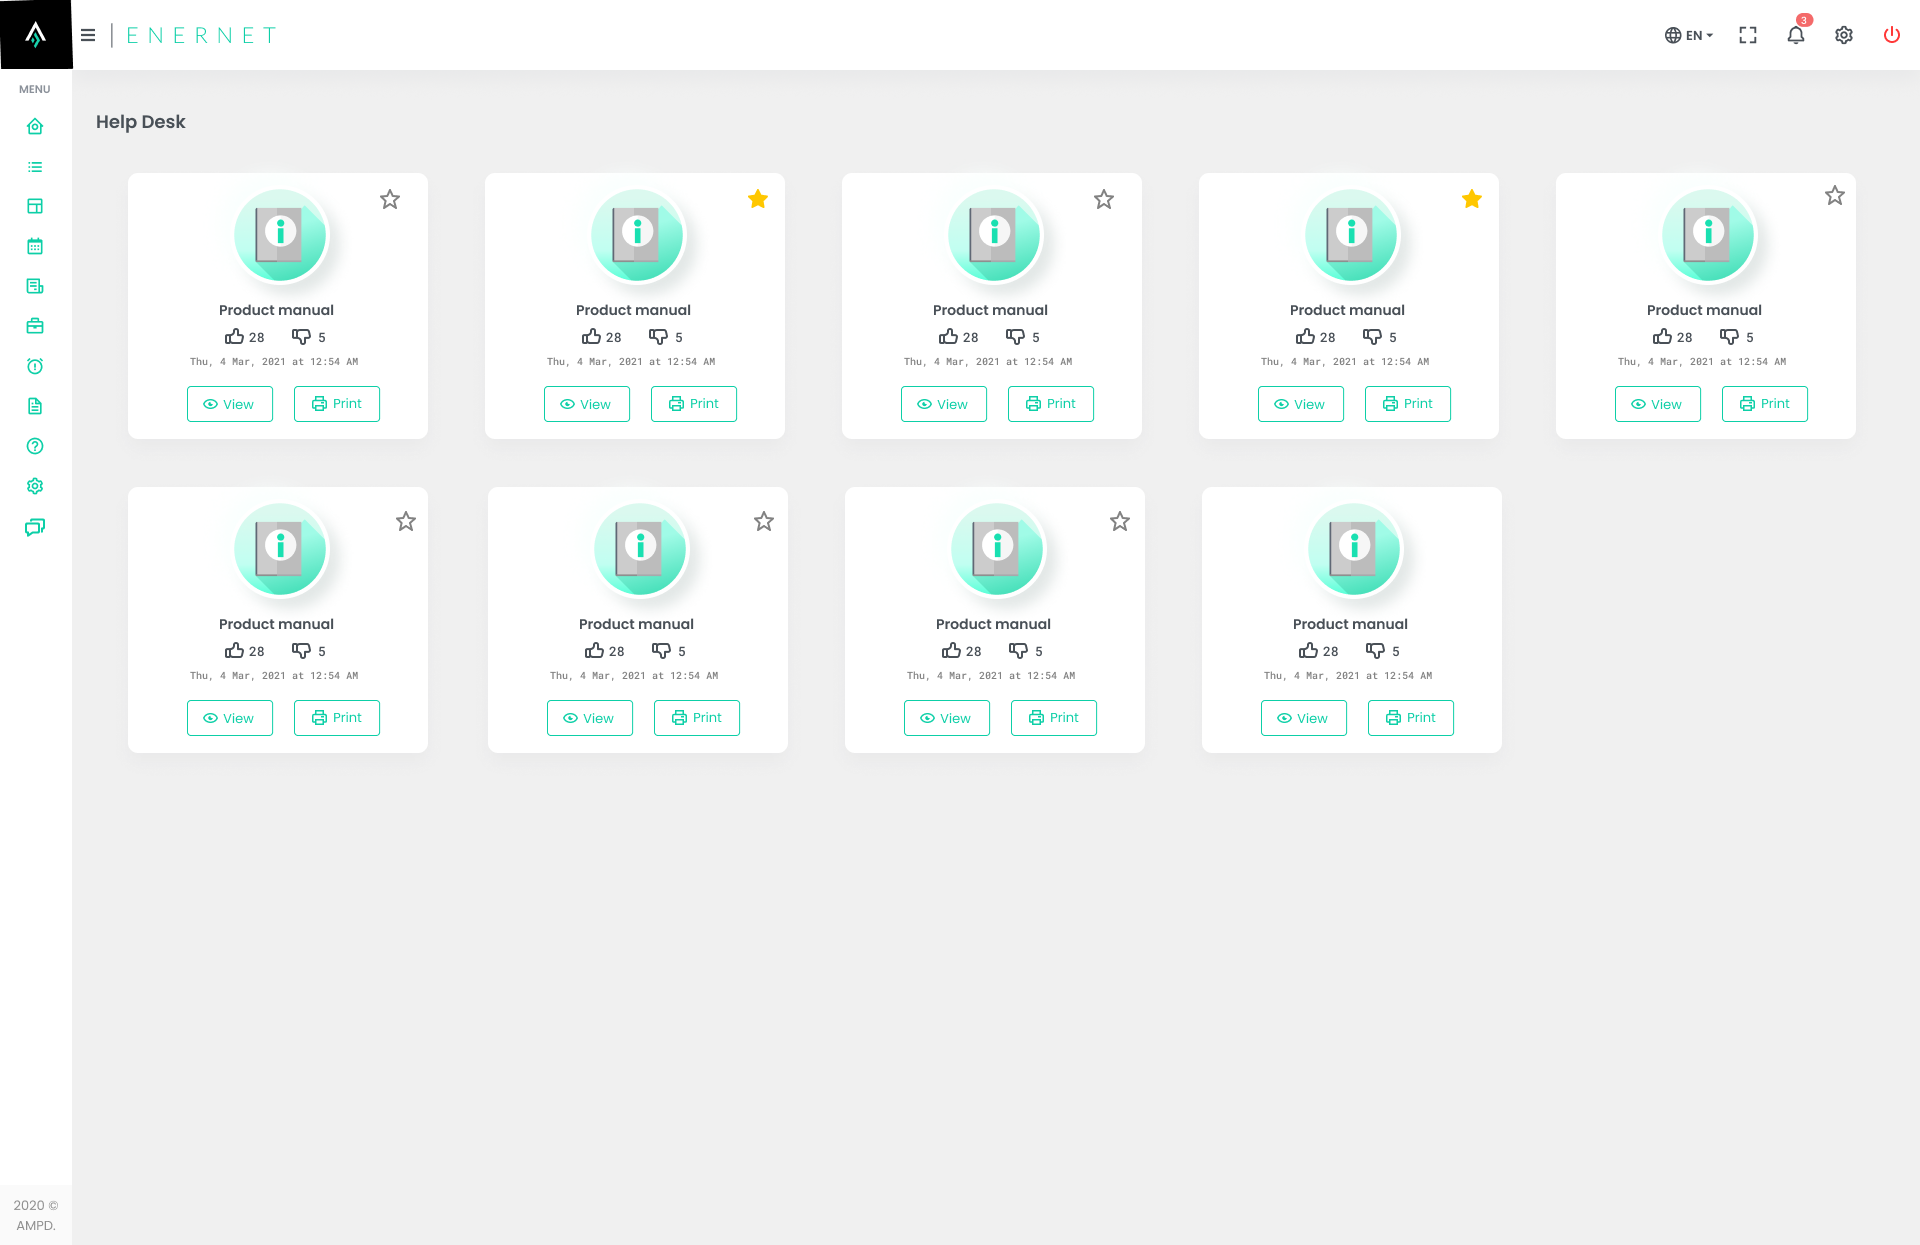 ENERNET
EN
3
MENU
Help Desk
Product manual
28 5
Thu, 4 Mar, 2021 at 12:54 AM
View Print
Product manual
28 5
Thu, 4 Mar, 2021 at 12:54 AM
View Print
Product manual
28 5
Thu, 4 Mar, 2021 at 12:54 AM
View Print
Product manual
28 5
Thu, 4 Mar, 2021 at 12:54 AM
View Print
Product manual
28 5
Thu, 4 Mar, 2021 at 12:54 AM
View Print
Product manual
28 5
Thu, 4 Mar, 2021 at 12:54 AM
View Print
Product manual
28 5
Thu, 4 Mar, 2021 at 12:54 AM
View Print
Product manual
28 5
Thu, 4 Mar, 2021 at 12:54 AM
View Print
Product manual
28 5
Thu, 4 Mar, 2021 at 12:54 AM
View Print
2020 ©
AMPD.